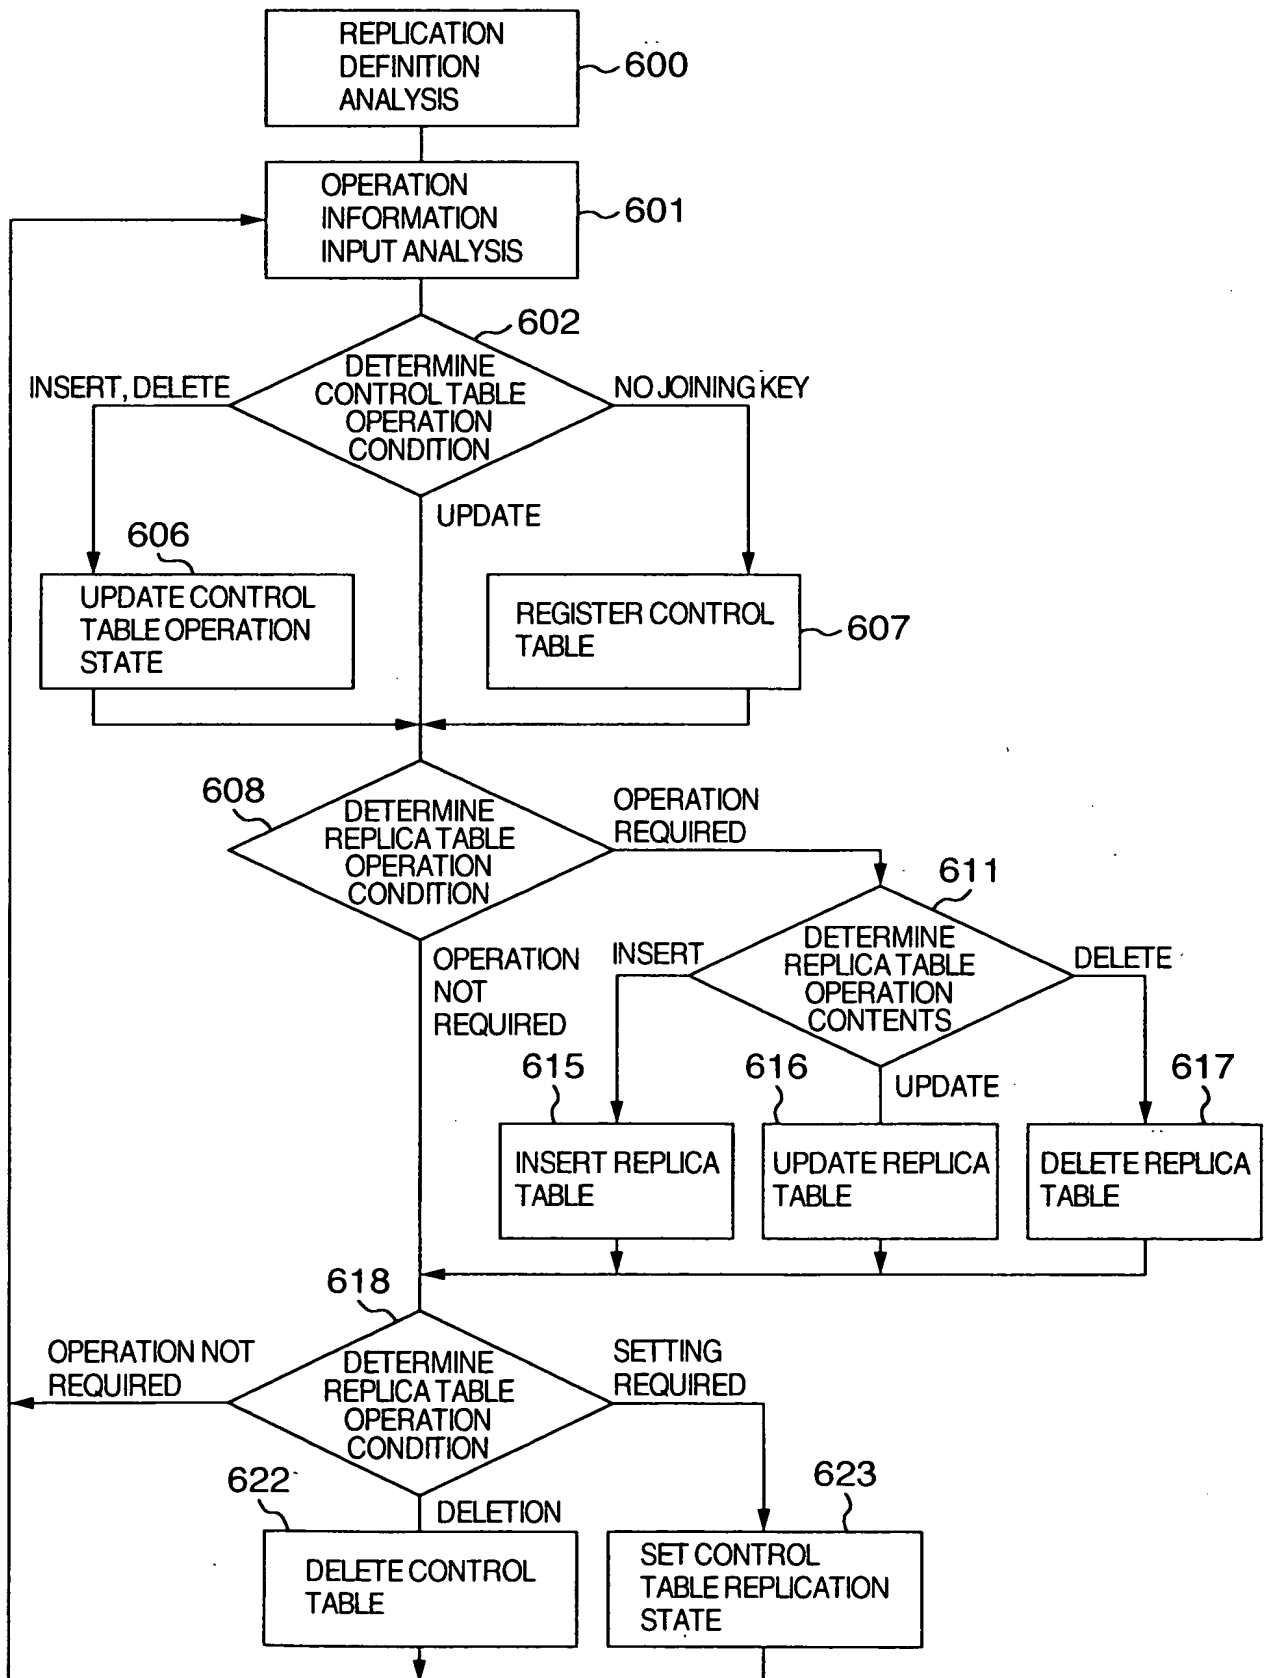 REPLICATION
DEFINITION
ANALYSIS
600
OPERATION
INFORMATION
INPUT ANALYSIS
601
602
DETERMINE
CONTROL TABLE
OPERATION
CONDITION
INSERT, DELETE
NO JOINING KEY
UPDATE
606
UPDATE CONTROL
TABLE OPERATION
STATE
REGISTER CONTROL
TABLE
607
608
DETERMINE
REPLICA TABLE
OPERATION
CONDITION
OPERATION
REQUIRED
OPERATION
NOT
REQUIRED
611
DETERMINE
REPLICA TABLE
OPERATION
CONTENTS
INSERT
DELETE
UPDATE
615
616
617
INSERT REPLICA
TABLE
UPDATE REPLICA
TABLE
DELETE REPLICA
TABLE
618
DETERMINE
REPLICA TABLE
OPERATION
CONDITION
OPERATION NOT
REQUIRED
SETTING
REQUIRED
DELETION
622
DELETE CONTROL
TABLE
623
SET CONTROL
TABLE REPLICATION
STATE